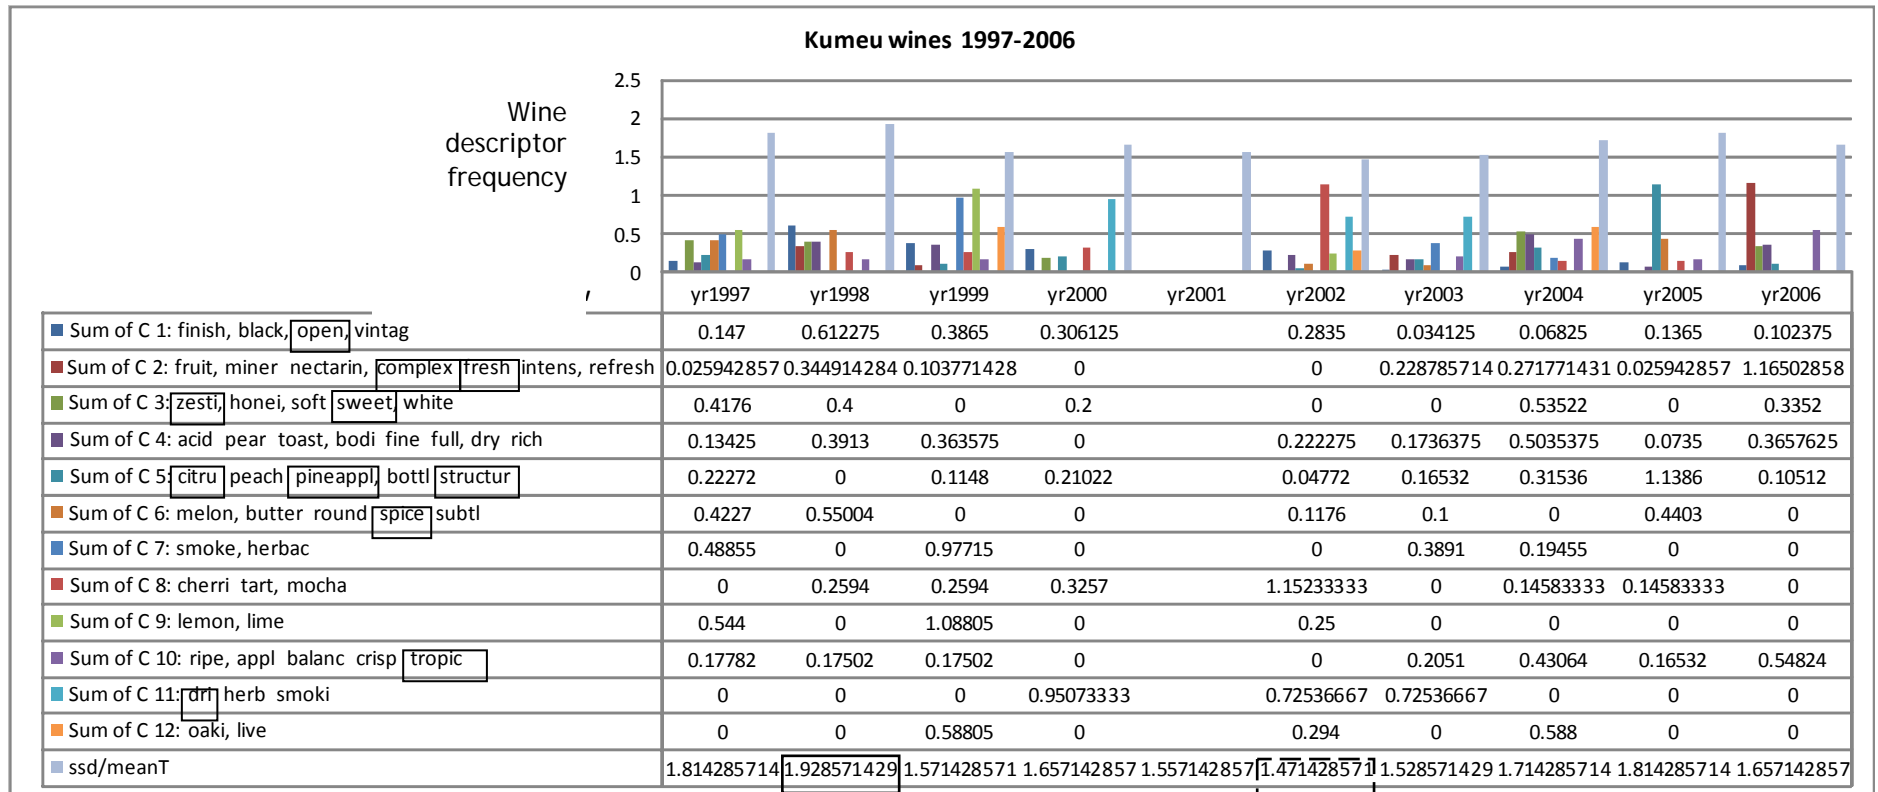 Kumeu wines 1997-2006
Wine
descriptor
frequency
2.5
2
1.5
1
0.5
0
yr1997 yr1998 yr1999 yr2000 yr2001 yr2002 yr2003 yr2004 yr2005 yr2006
Sum of C 1: finish, black, open, vintag 0.147 0.612275 0.3865 0.306125 0.2835 0.034125 0.06825 0.1365 0.102375
Sum of C 2: fruit, miner nectarin, complex fresh intens, refresh 0.025942857 0.344914284 0.103771428 0 0 0.228785714 0.271771431 0.025942857 1.16502858
Sum of C 3: zesti, honei, soft sweet, white 0.4176 0.4 0 0.2 0 0 0.53522 0 0.3352
Sum of C 4: acid pear toast, bodi fine full, dry rich 0.13425 0.3913 0.363575 0 0.222275 0.1736375 0.5035375 0.0735 0.3657625
Sum of C 5: citru peach pineappl, bottl structur 0.22272 0 0.1148 0.21022 0.04772 0.16532 0.31536 1.1386 0.10512
Sum of C 6: melon, butter round spice subtl 0.4227 0.55004 0 0 0.1176 0.1 0 0.4403 0
Sum of C 7: smoke, herbac 0.48855 0 0.97715 0 0 0.3891 0.19455 0 0
Sum of C 8: cherri tart, mocha 0 0.2594 0.2594 0.3257 1.15233333 0 0.14583333 0.14583333 0
Sum of C 9: lemon, lime 0.544 0 1.08805 0 0.25 0 0 0 0
Sum of C 10: ripe, appl balanc crisp tropic 0.17782 0.17502 0.17502 0 0 0.2051 0.43064 0.16532 0.54824
Sum of C 11: dri herb smoki 0 0 0 0.95073333 0.72536667 0.72536667 0 0 0
Sum of C 12: oaki, live 0 0 0.58805 0 0.294 0 0.588 0 0
ssd/meanT 1.814285714 1.928571429 1.571428571 1.657142857 1.557142857 1.471428571 1.528571429 1.714285714 1.814285714 1.657142857